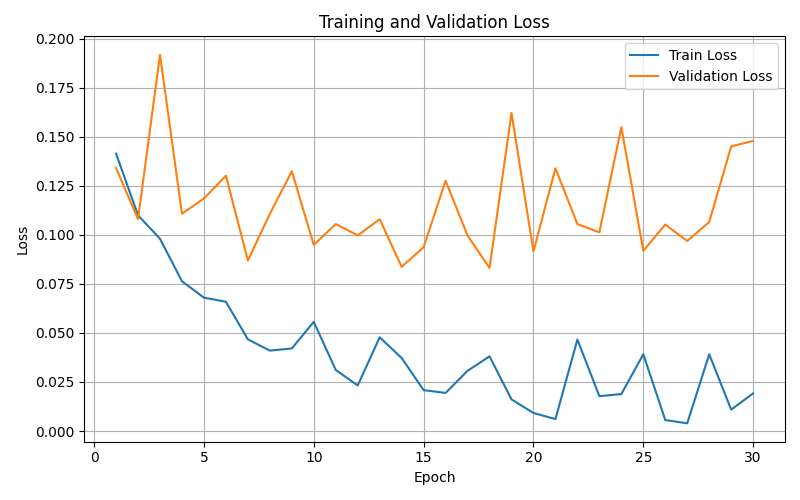 Training and Validation Loss
Train Loss
Validation Loss
0.200
0.175
0.150
0.125
0.100
0.075
0.050
0.025
0.000
Loss
0 5 10 15 20 25 30
Epoch